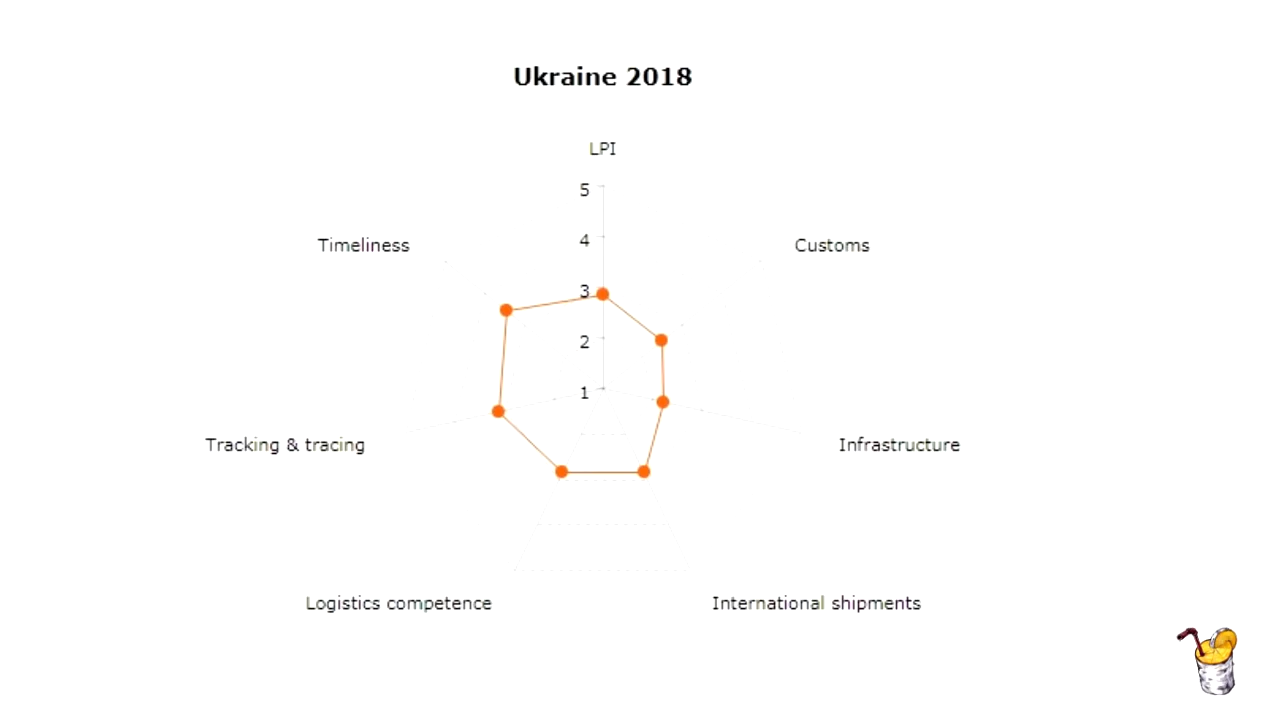 Ukraine 2018
LPI
5
4
3
2
1
Timeliness
Customs
Tracking & tracing
Infrastructure
Logistics competence
International shipments